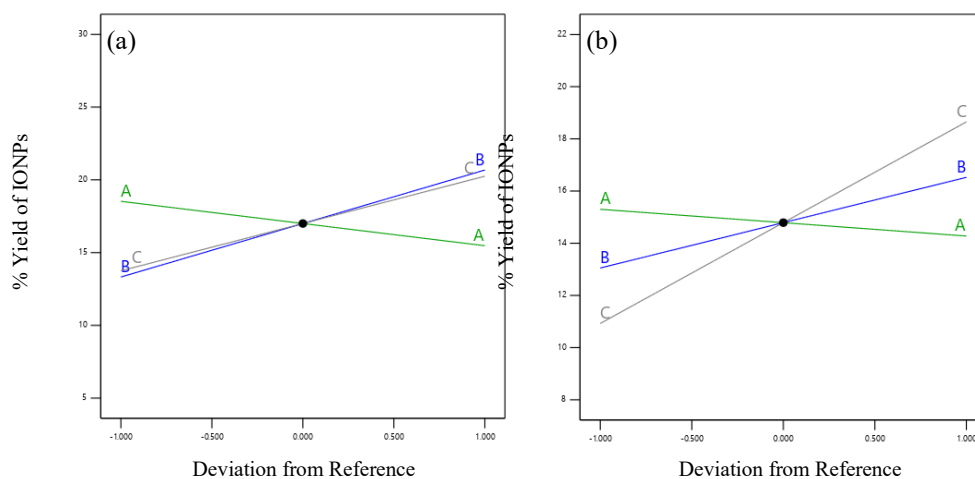 (a)
% Yield of IONPs
30
25
20
15
10
5
A
B
C
C
B
A
-1.000
-0.500
0.000
0.500
1.000
Deviation from Reference
(b)
% Yield of IONPs
22
20
18
16
14
12
10
8
A
B
C
C
B
A
-1.000
-0.500
0.000
0.500
1.000
Deviation from Reference